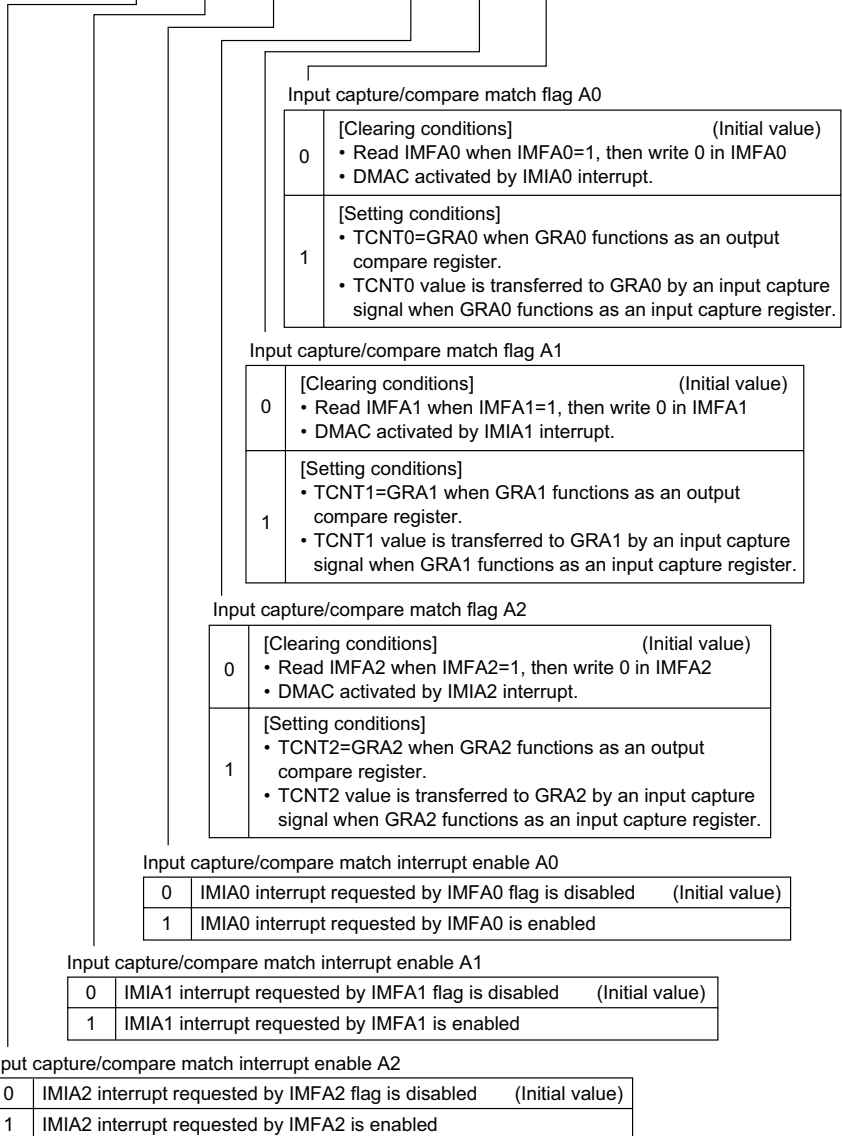 Input capture/compare match flag A0
0 [Clearing conditions] (Initial value)
• Read IMFA0 when IMFA0=1, then write 0 in IMFA0
• DMAC activated by IMIA0 interrupt.
1 [Setting conditions]
• TCNT0=GRA0 when GRA0 functions as an output
compare register.
• TCNT0 value is transferred to GRA0 by an input capture
signal when GRA0 functions as an input capture register.
Input capture/compare match flag A1
0 [Clearing conditions] (Initial value)
• Read IMFA1 when IMFA1=1, then write 0 in IMFA1
• DMAC activated by IMIA1 interrupt.
1 [Setting conditions]
• TCNT1=GRA1 when GRA1 functions as an output
compare register.
• TCNT1 value is transferred to GRA1 by an input capture
signal when GRA1 functions as an input capture register.
Input capture/compare match flag A2
0 [Clearing conditions] (Initial value)
• Read IMFA2 when IMFA2=1, then write 0 in IMFA2
• DMAC activated by IMIA2 interrupt.
1 [Setting conditions]
• TCNT2=GRA2 when GRA2 functions as an output
compare register.
• TCNT2 value is transferred to GRA2 by an input capture
signal when GRA2 functions as an input capture register.
Input capture/compare match interrupt enable A0
0 IMIA0 interrupt requested by IMFA0 flag is disabled (Initial value)
1 IMIA0 interrupt requested by IMFA0 is enabled
Input capture/compare match interrupt enable A1
0 IMIA1 interrupt requested by IMFA1 flag is disabled (Initial value)
1 IMIA1 interrupt requested by IMFA1 is enabled
put capture/compare match interrupt enable A2
0 IMIA2 interrupt requested by IMFA2 flag is disabled (Initial value)
1 IMIA2 interrupt requested by IMFA2 is enabled